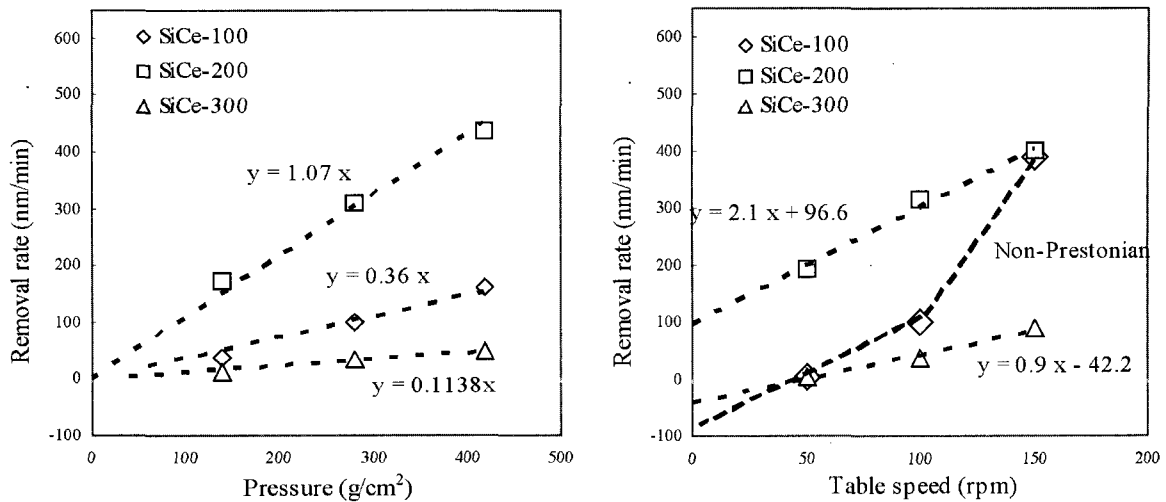 600
500
400
300
200
100
0
-100
0
100
200
300
400
500
Removal rate (nm/min)
Pressure (g/cm²)
SiCe-100
SiCe-200
SiCe-300
y = 1.07 x
y = 0.36 x
y = 0.1138x
600
500
400
300
200
100
0
-100
0
50
100
150
200
Removal rate (nm/min)
Table speed (rpm)
SiCe-100
SiCe-200
SiCe-300
y = 2.1 x + 96.6
Non-Prestonian
y = 0.9 x - 42.2